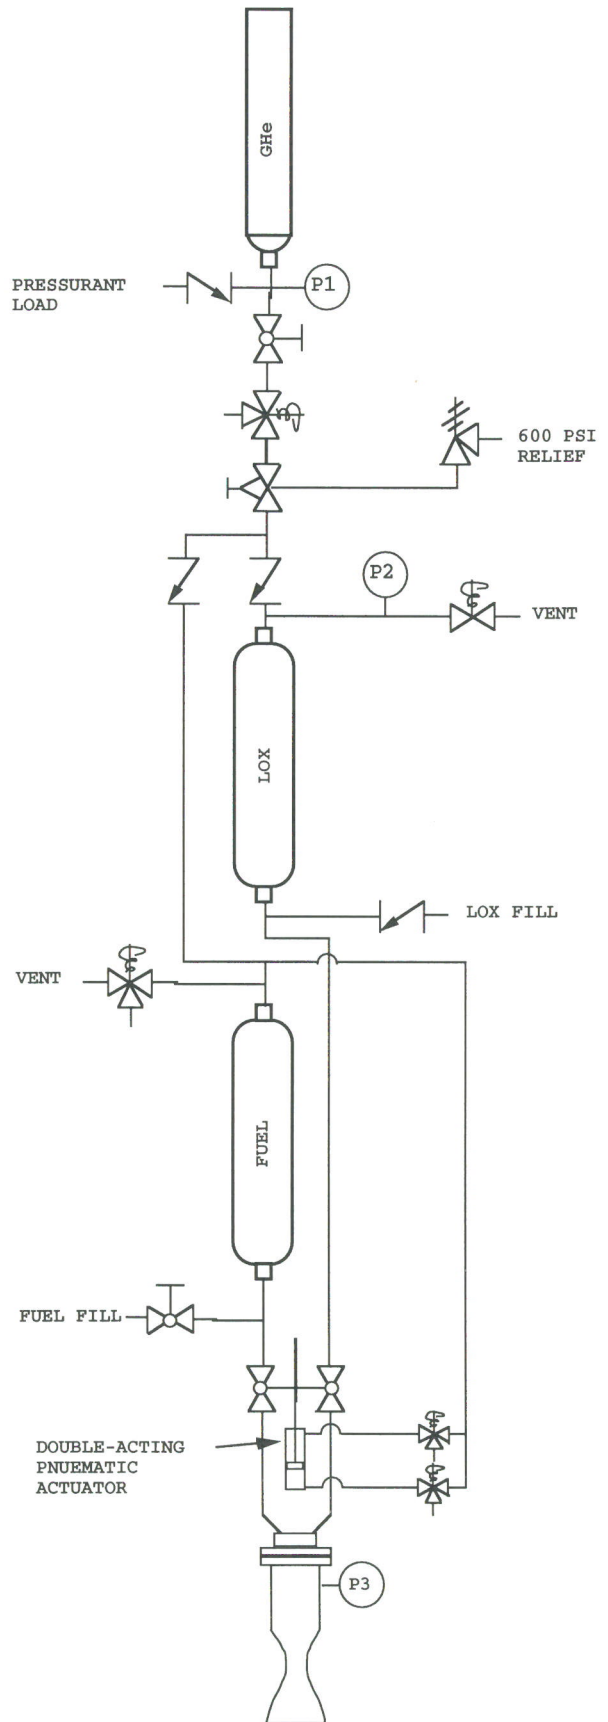 GHe
PRESSURANT
LOAD
P1
600 PSI
RELIEF
P2
VENT
LOX
LOX FILL
VENT
FUEL
FUEL FILL
DOUBLE-ACTING
PNUEMATIC
ACTUATOR
P3